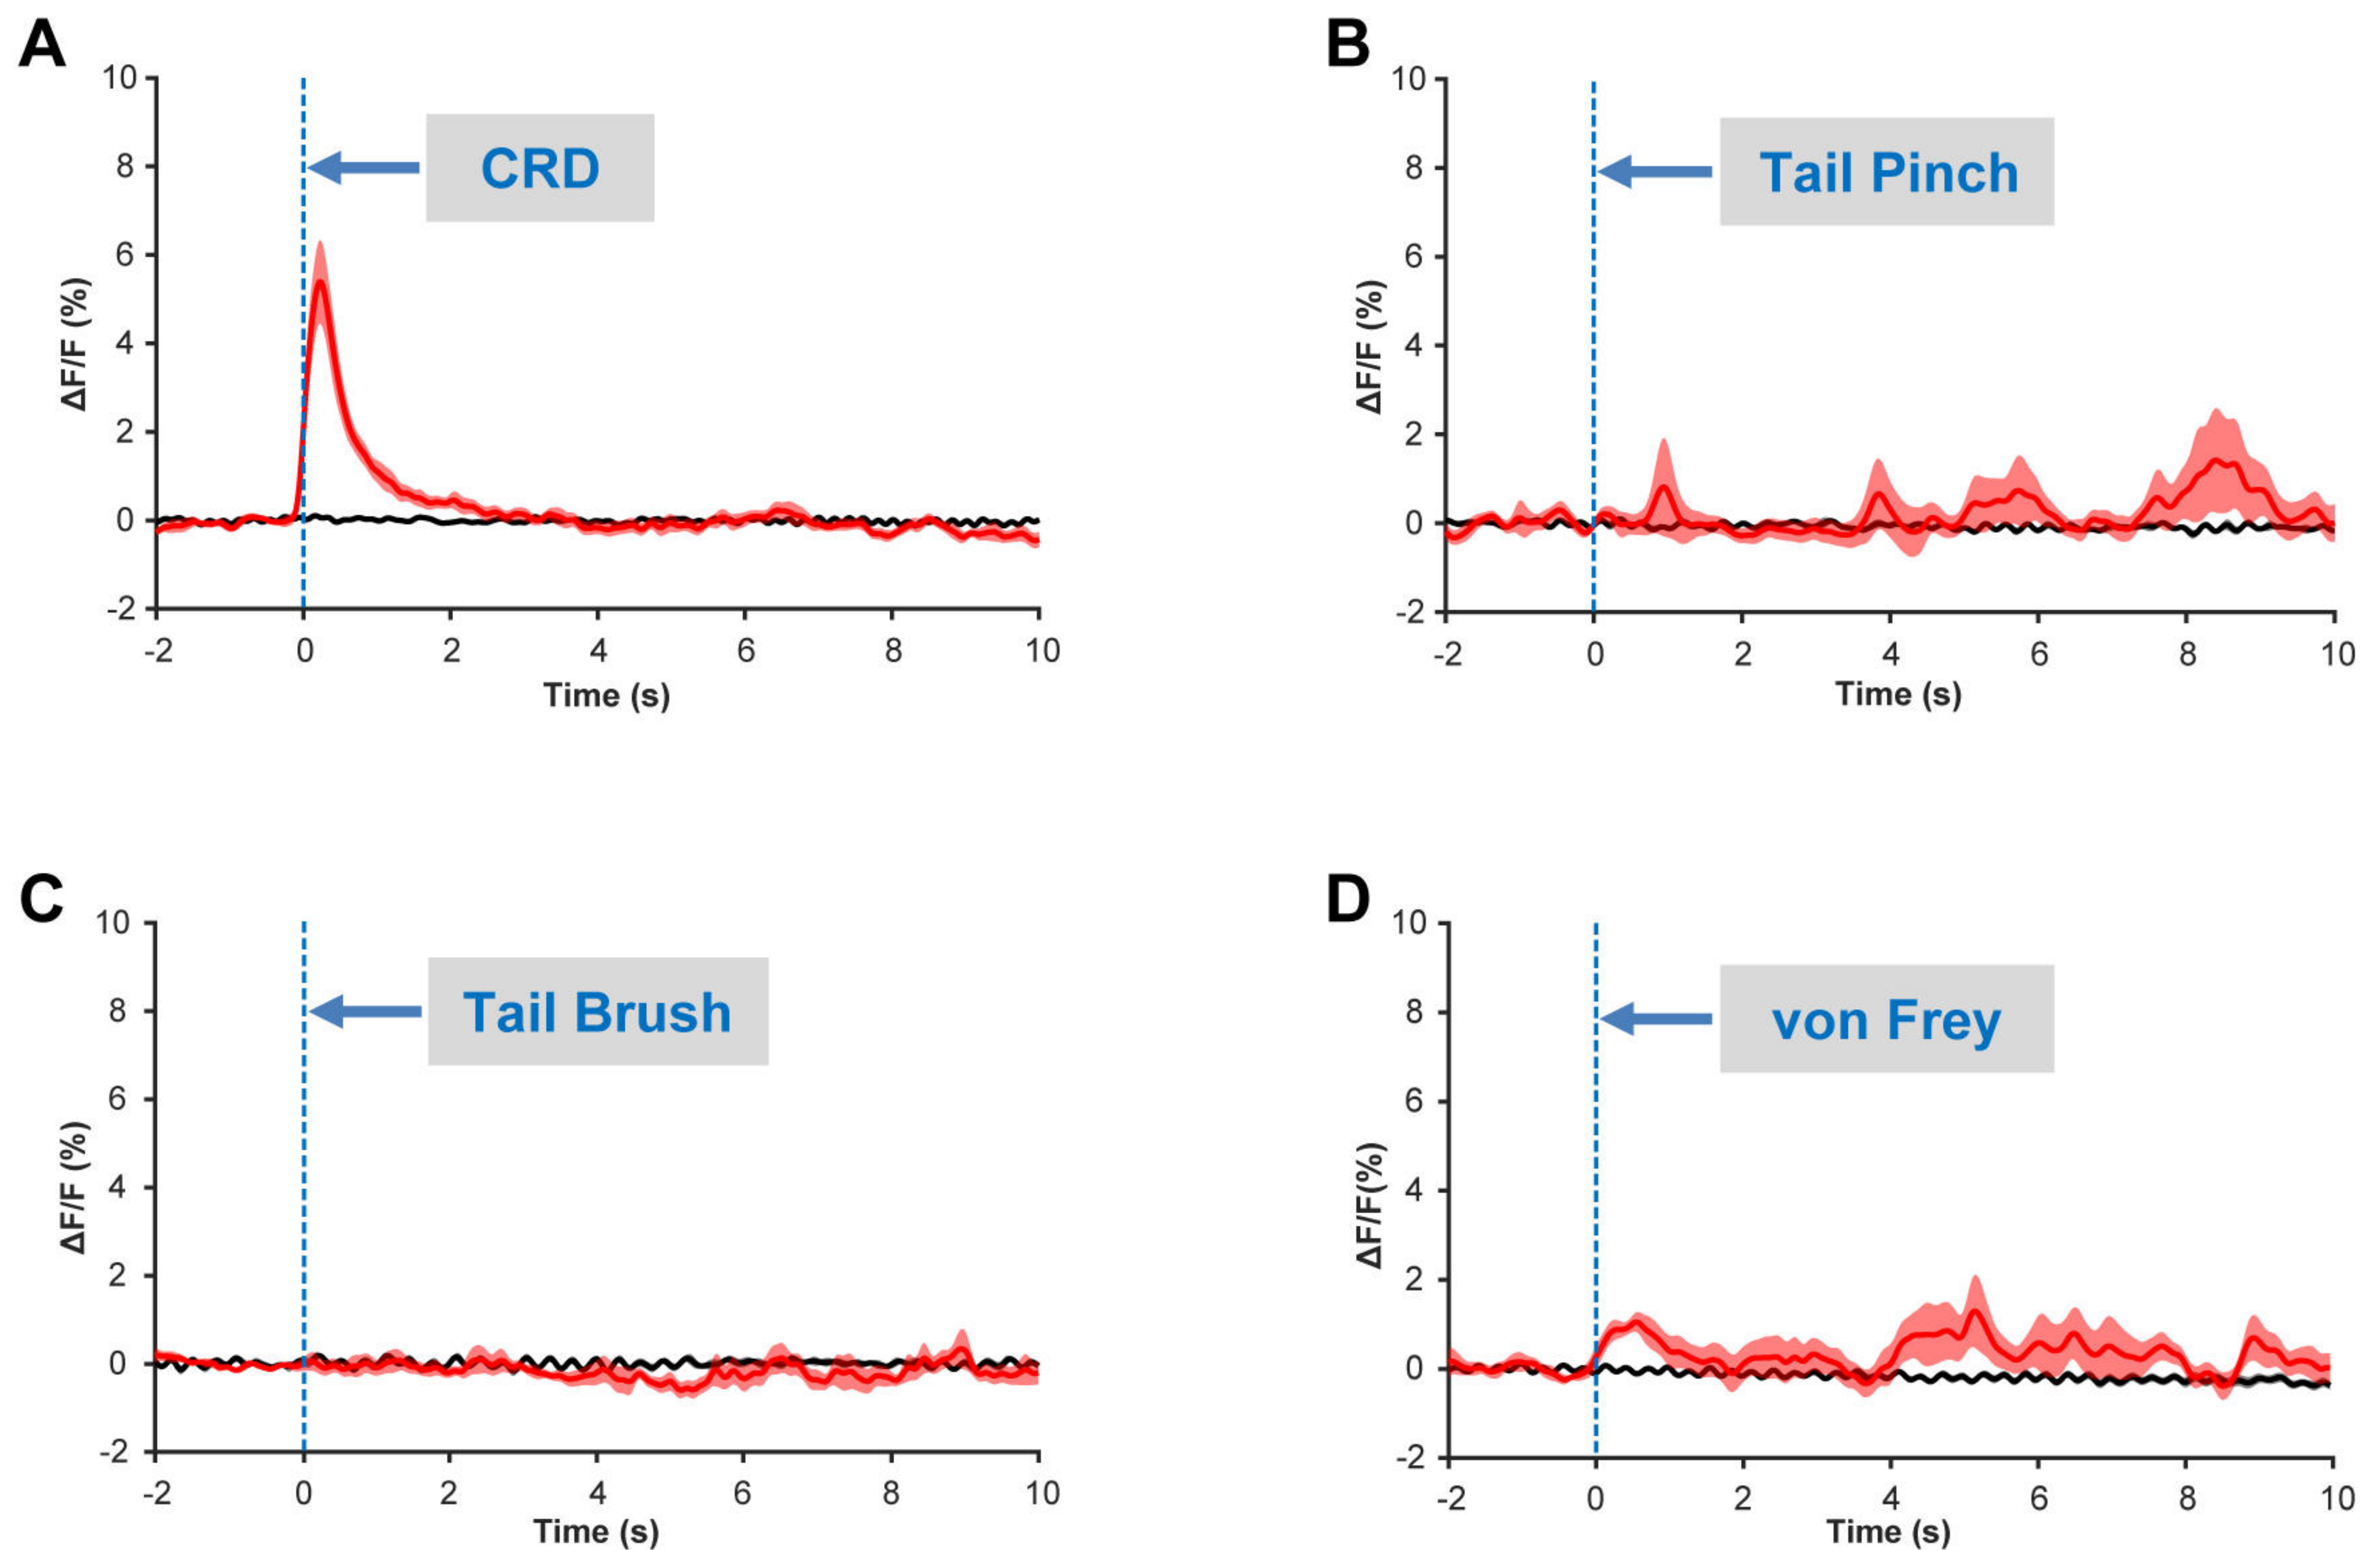 A
10
8
6
4
2
0
-2
ΔF/F (%)
CRD
-2 0 2 4 6 8 10
Time (s)
B
10
8
6
4
2
0
-2
ΔF/F (%)
Tail Pinch
-2 0 2 4 6 8 10
Time (s)
C
10
8
6
4
2
0
-2
ΔF/F (%)
Tail Brush
-2 0 2 4 6 8 10
Time (s)
D
10
8
6
4
2
0
-2
ΔF/F(%)
von Frey
-2 0 2 4 6 8 10
Time (s)